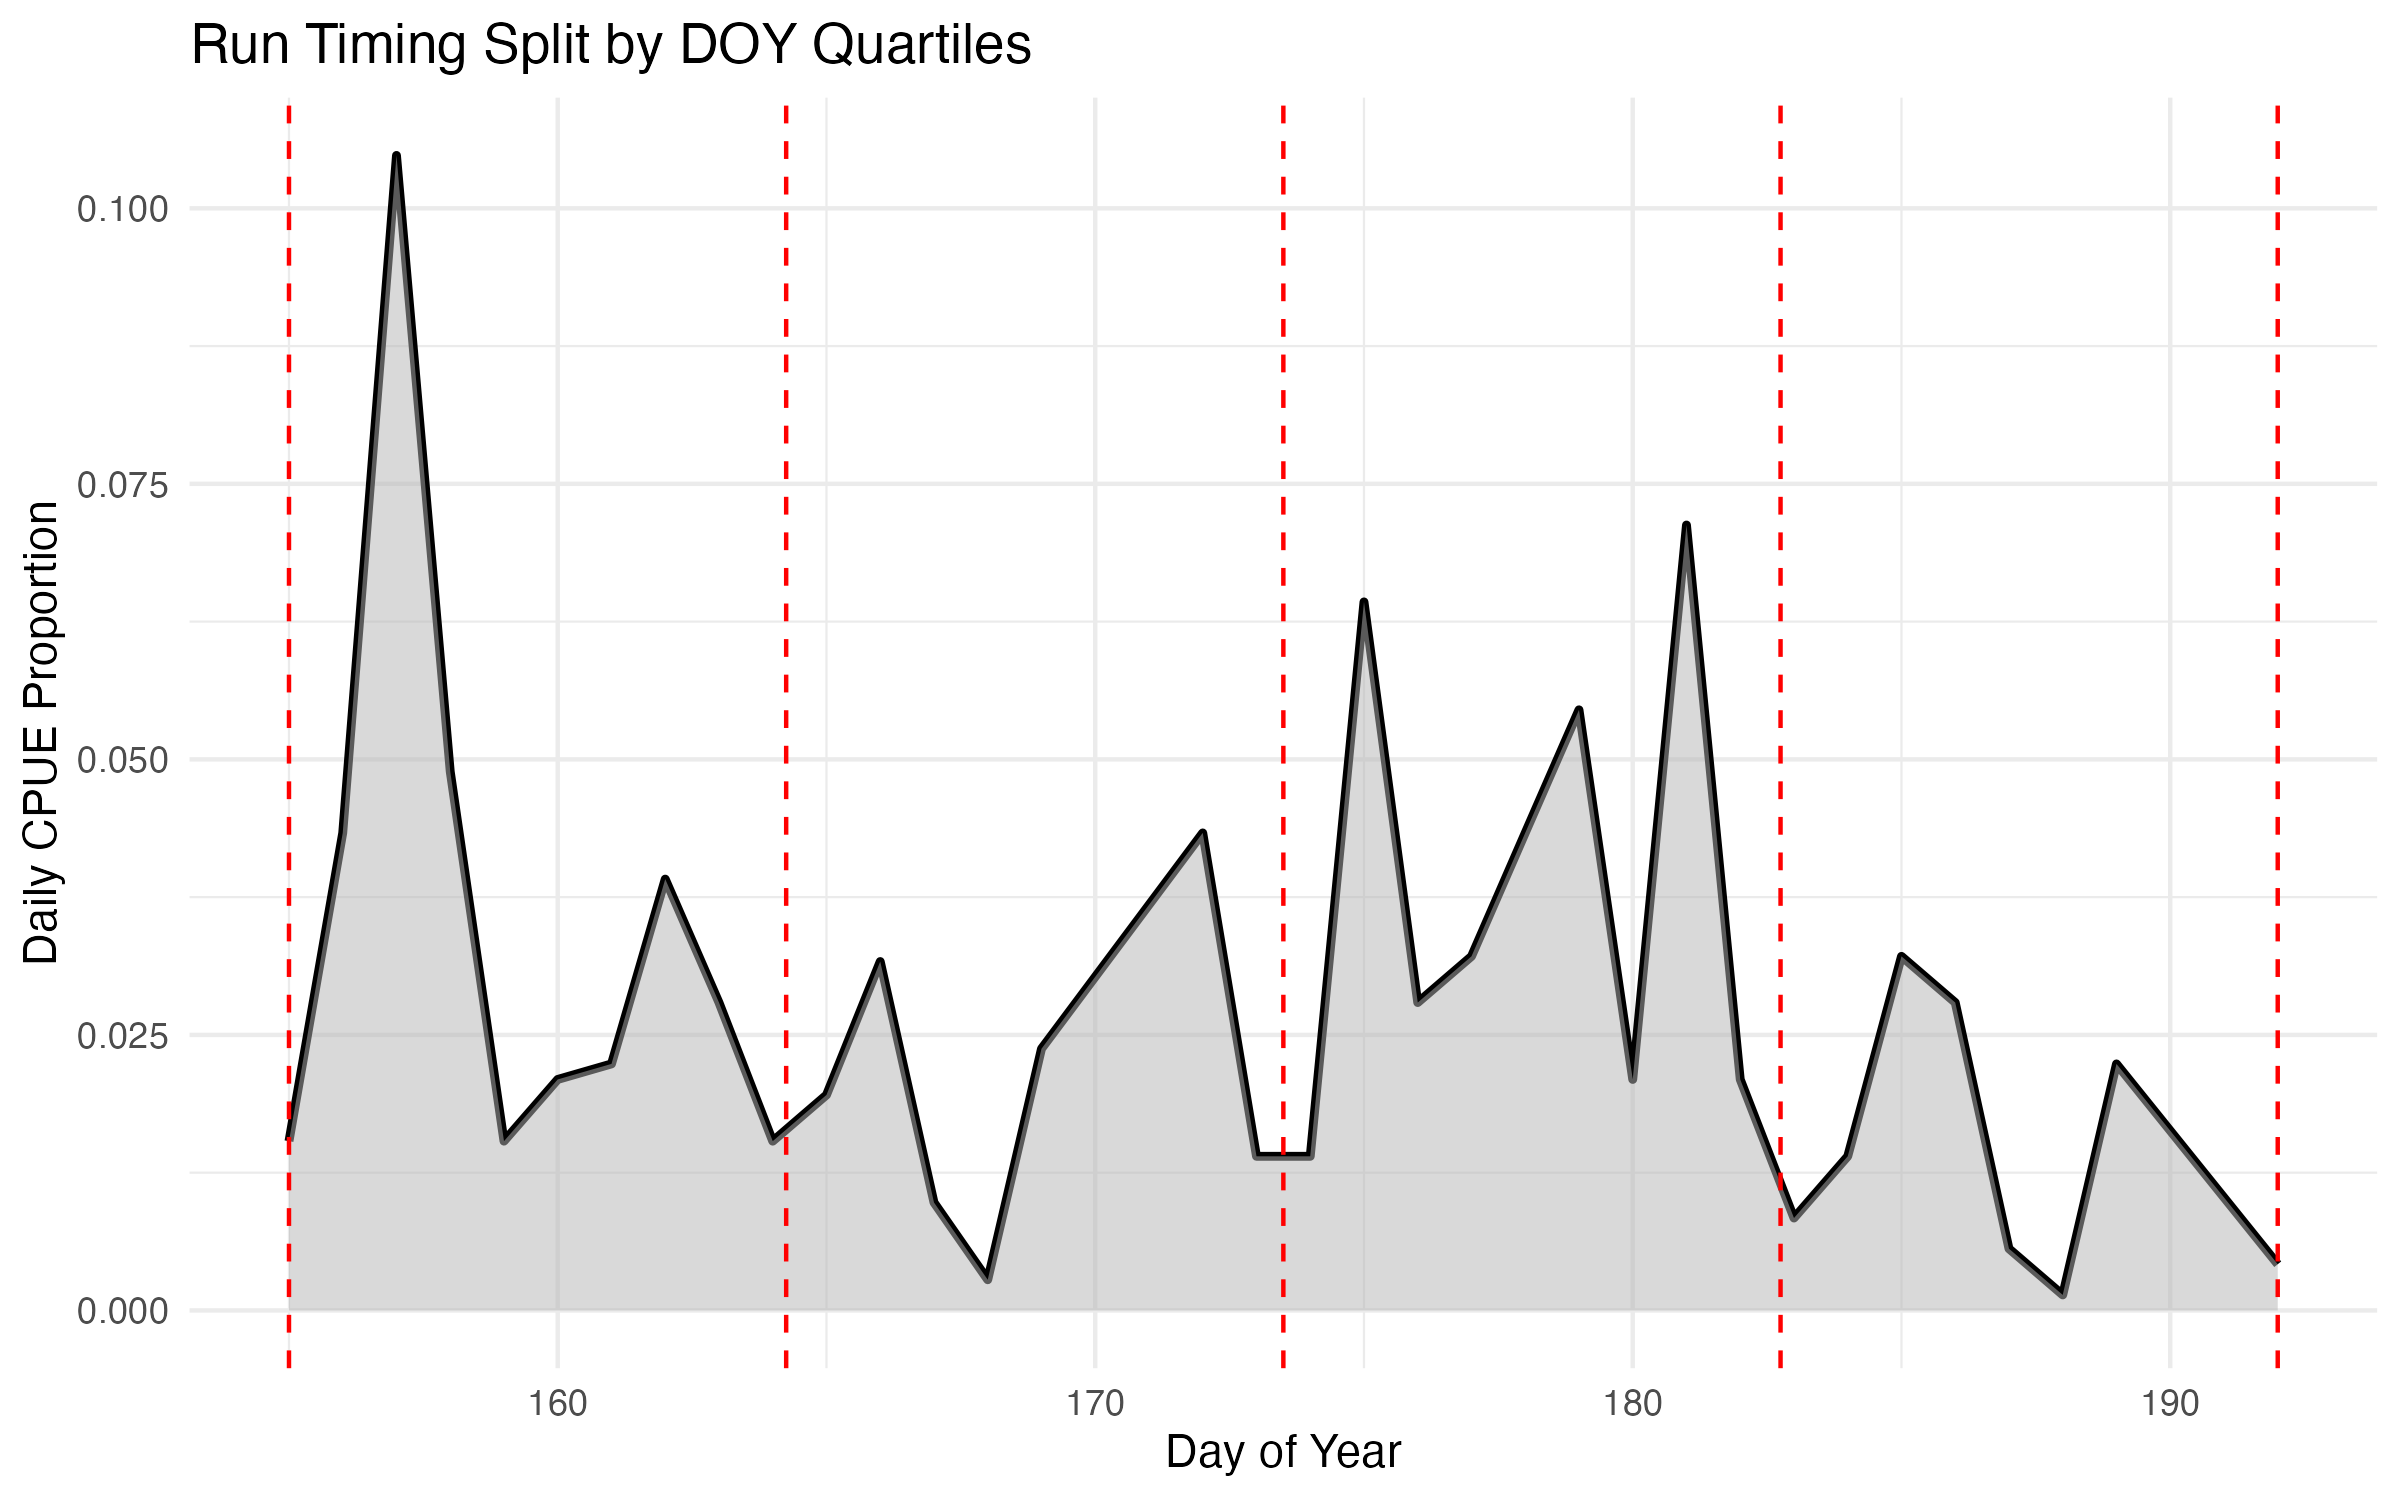 Run Timing Split by DOY Quartiles
Daily CPUE Proportion
0.100
0.075
0.050
0.025
0.000
160 170 180 190
Day of Year